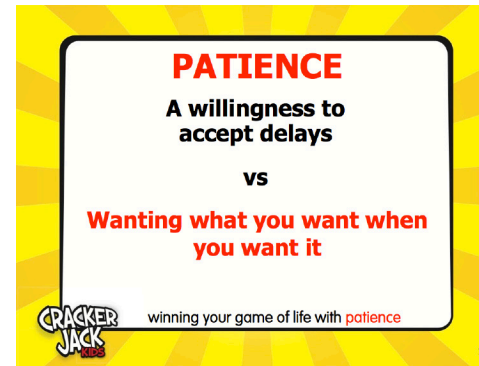 PATIENCE
A willingness to
accept delays
vs
Wanting what you want when
you want it
winning your game of life with patience
CRACKER
JACK
KIDS